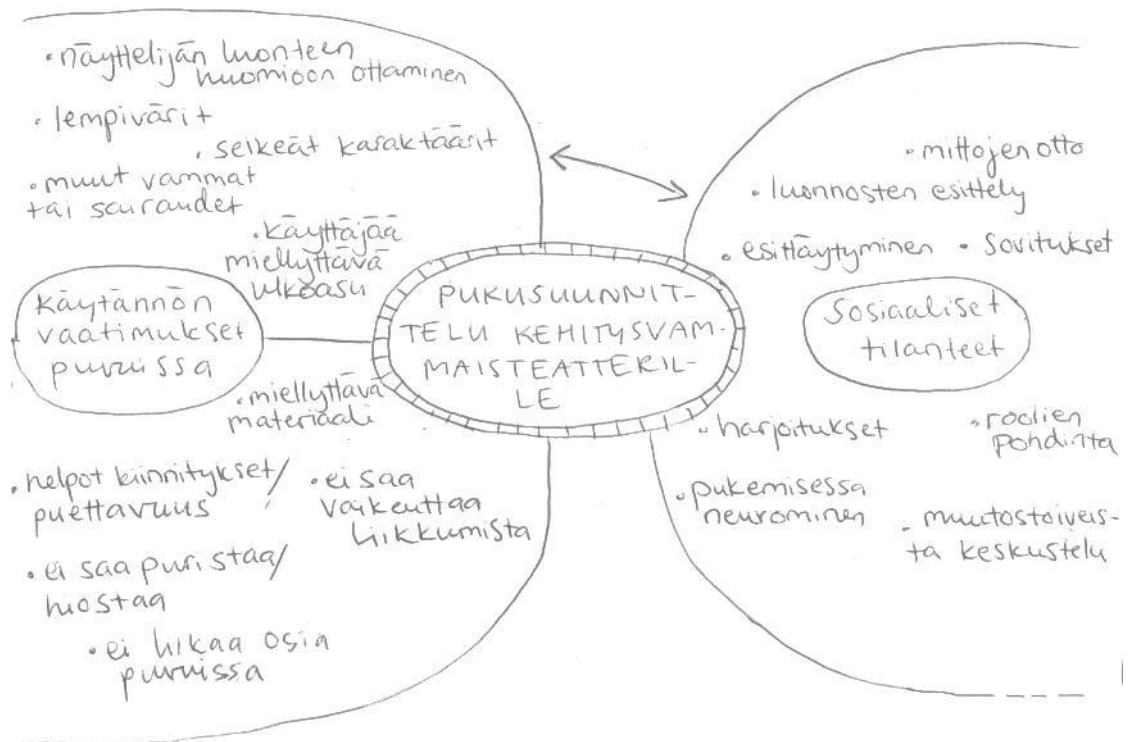 • näyttelijän luonteen
huomioon ottaminen
• lempivärit
• selkeät karaktäärit
• muut vammat
tai sairaudet
• käyttäjää
miellyttävä
ulkoasu
käytännön
vaatimukset
puvuissa
• miellyttävä
materiaali
• helpot kiinnitykset/
puettavuus
• ei saa
vaikeuttaa
liikkumista
• ei saa puristaa/
hiostaa
• ei liikaa osia
puvuissa
PUKUSUUNNIT-
TELU KEHITYSVAM-
MAISTEATTERIL-
LE
• mittojen otto
• luonnosten esittely
• esittäytyminen
• sovitukset
sosiaaliset
tilanteet
• harjoitukset
• roolien
pohdinta
• pukemisessa
neuvominen
• muutostoiveis-
ta keskustelu